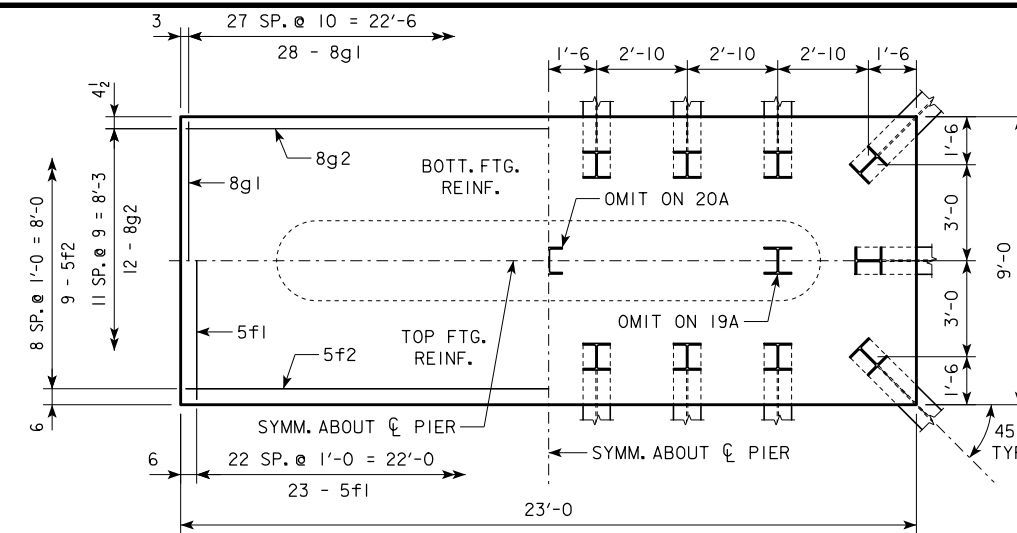 3
27 SP. @ 10 = 22'-6
28 - 8g1
1'-6
2'-10
2'-10
2'-10
1'-6
4½
8g2
8g1
BOTT. FTG.
REINF.
OMIT ON 20A
1'-6
3'-0
9'-0
3'-0
1'-6
8 SP. @ 1'-0 = 8'-0
9 - 5f2
11 SP. @ 9 = 8'-3
12 - 8g2
5f1
TOP FTG.
REINF.
5f2
OMIT ON 19A
6
SYMM. ABOUT ℄ PIER
SYMM. ABOUT ℄ PIER
45
TYP
6
22 SP. @ 1'-0 = 22'-0
23 - 5f1
23'-0